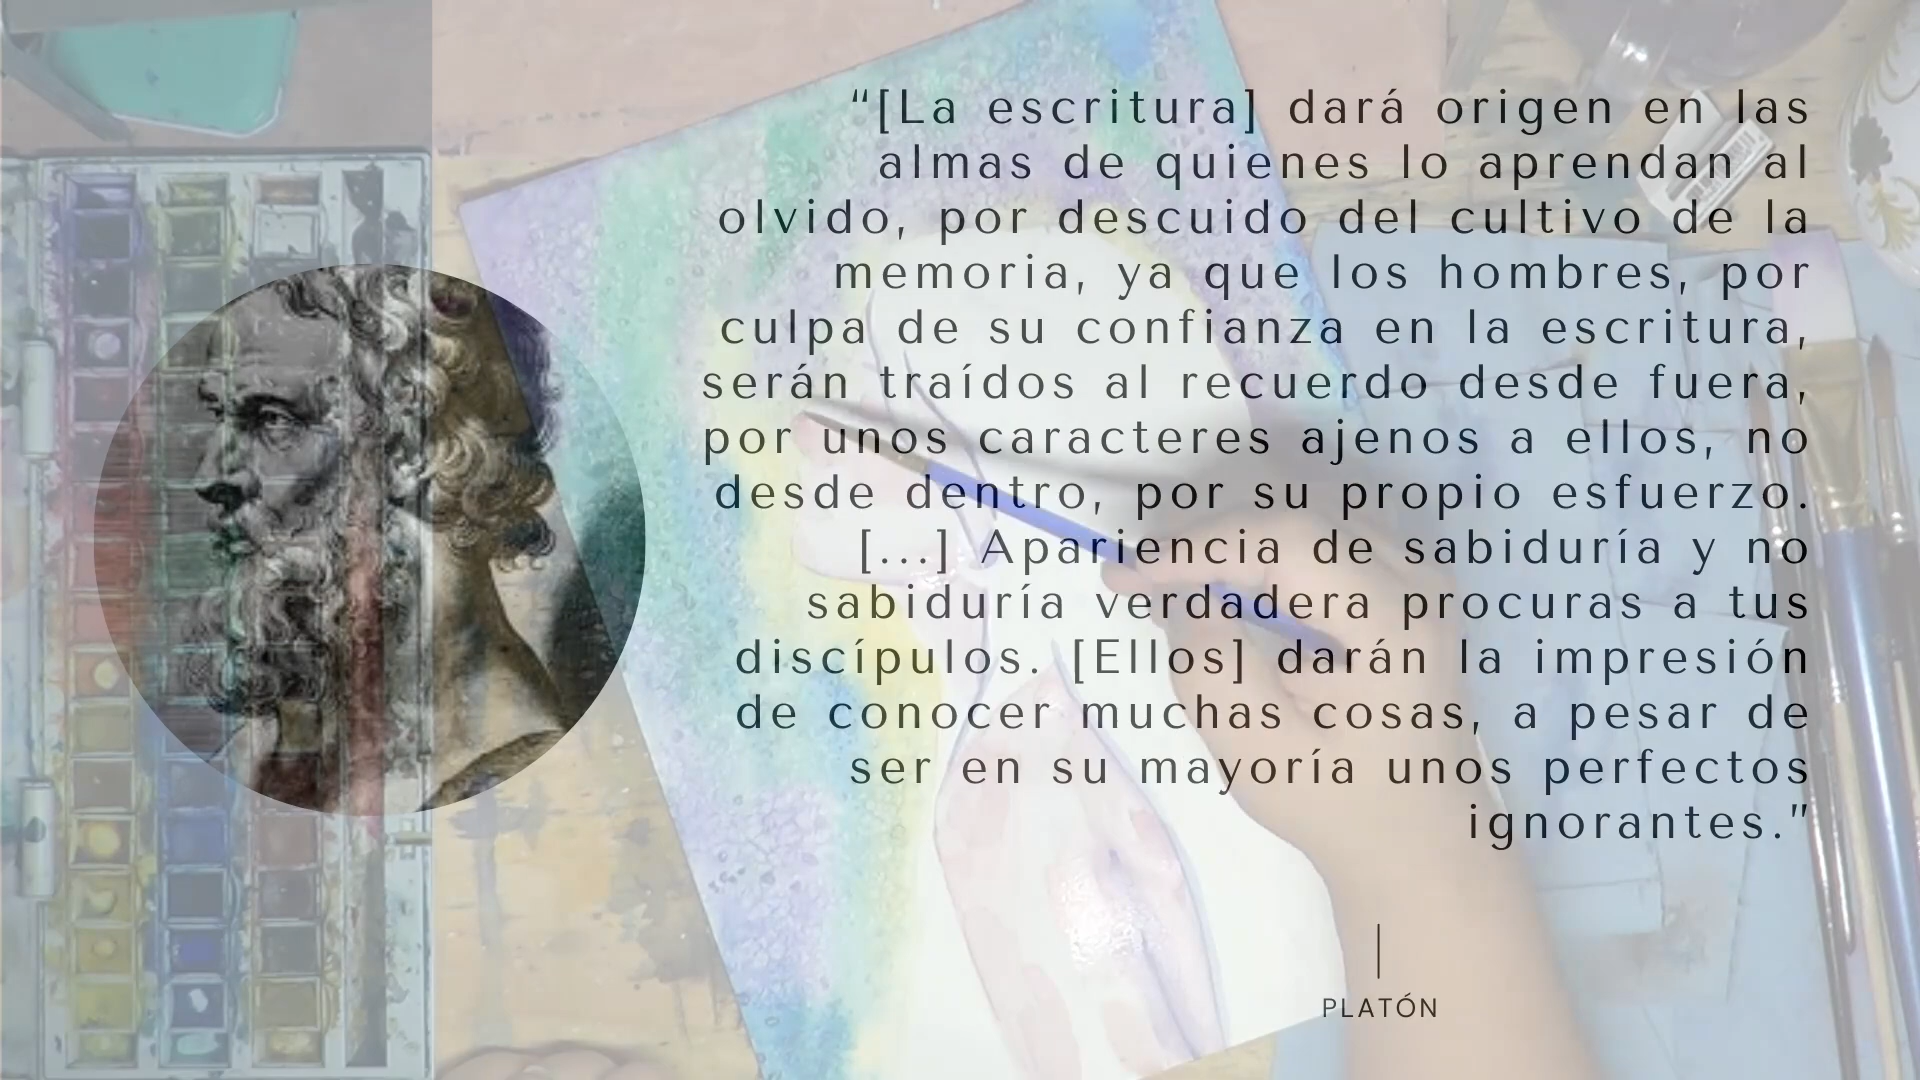 “[La escritura] dará origen en las
almas de quienes lo aprendan al
olvido, por descuido del cultivo de la
memoria, ya que los hombres, por
culpa de su confianza en la escritura,
serán traídos al recuerdo desde fuera,
por unos caracteres ajenos a ellos, no
desde dentro, por su propio esfuerzo.
[...] Apariencia de sabiduría y no
sabiduría verdadera procuras a tus
discípulos. [Ellos] darán la impresión
de conocer muchas cosas, a pesar de
ser en su mayoría unos perfectos
ignorantes.”
PLATÓN